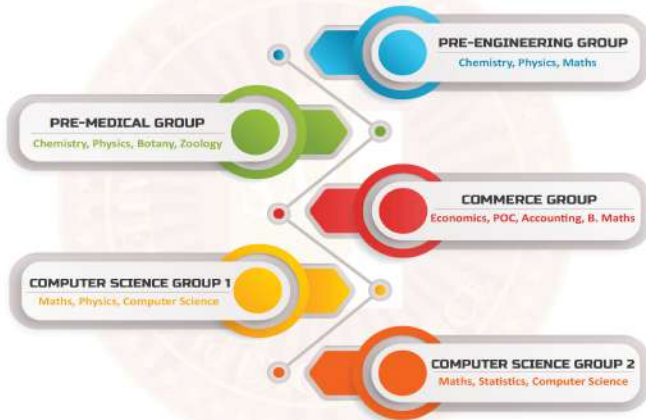 PRE-ENGINEERING GROUP
Chemistry, Physics, Maths
PRE-MEDICAL GROUP
Chemistry, Physics, Botany, Zoology
COMMERCE GROUP
Economics, POC, Accounting, B. Maths
COMPUTER SCIENCE GROUP 1
Maths, Physics, Computer Science
COMPUTER SCIENCE GROUP 2
Maths, Statistics, Computer Science